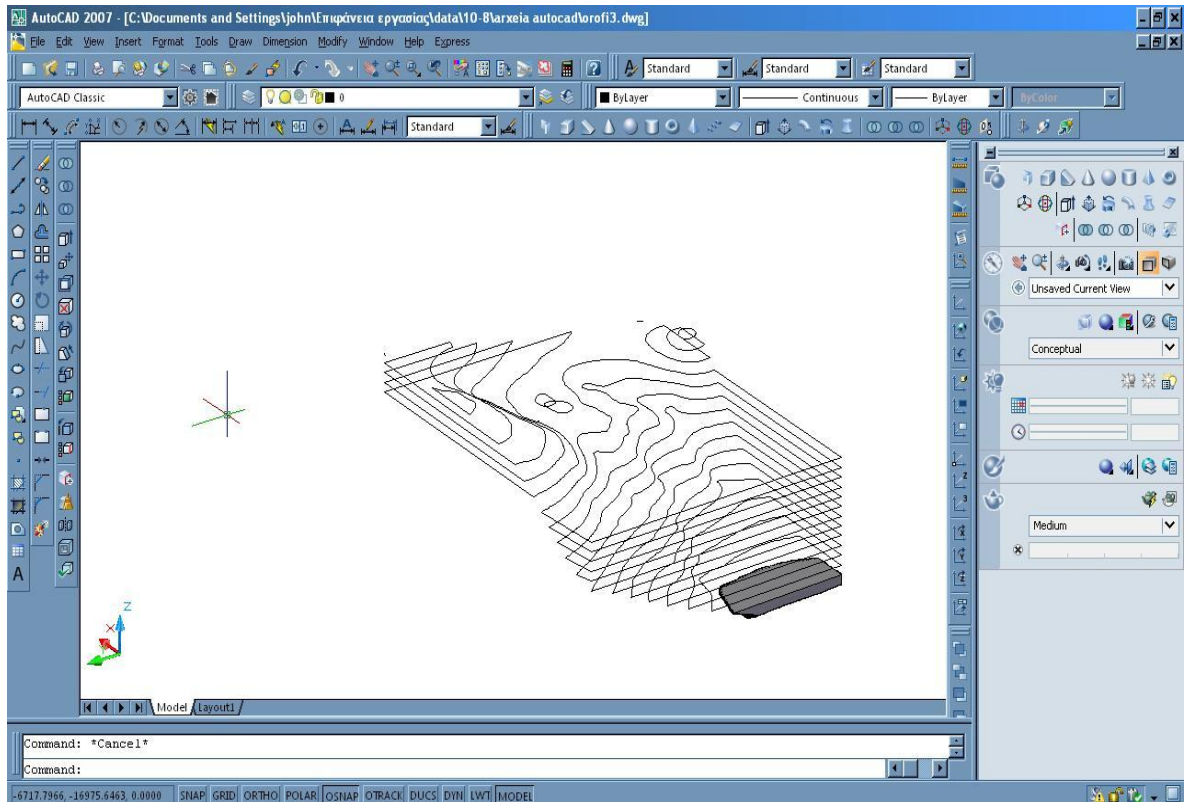 AutoCAD 2007 - [C:\Documents and Settings\john\Επιφάνεια εργασίας\data\10-8\arxeia autocad\orofi3.dwg]
File Edit View Insert Format Tools Draw Dimension Modify Window Help Express
Standard Standard Standard
AutoCAD Classic 0 ByLayer Continuous ByLayer ByColor
Standard
Unsaved Current View
Conceptual
Medium
Z
X
Model Layout1
Command: *Cancel*
Command:
-6717.7966, -16975.6463, 0.0000 SNAP GRID ORTHO POLAR OSNAP OTRACK DUCS DYN LWT MODEL